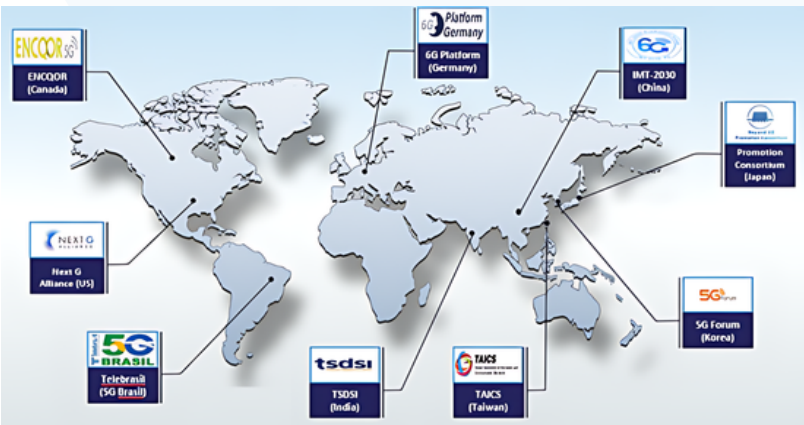 ENCQOR 5G
ENCQOR
(Canada)
6G Platform
Germany
6G Platform
(Germany)
6G
IMT-2030
(China)
Promotion
Consortium
(Japan)
NEXT G
ALLIANCE
Next G
Alliance (US)
5G
BRASIL
Telebrasil
(5G Brasil)
tsdsi
TSDSI
(India)
TAICS
TAICS
(Taiwan)
5G Forum
5G Forum
(Korea)